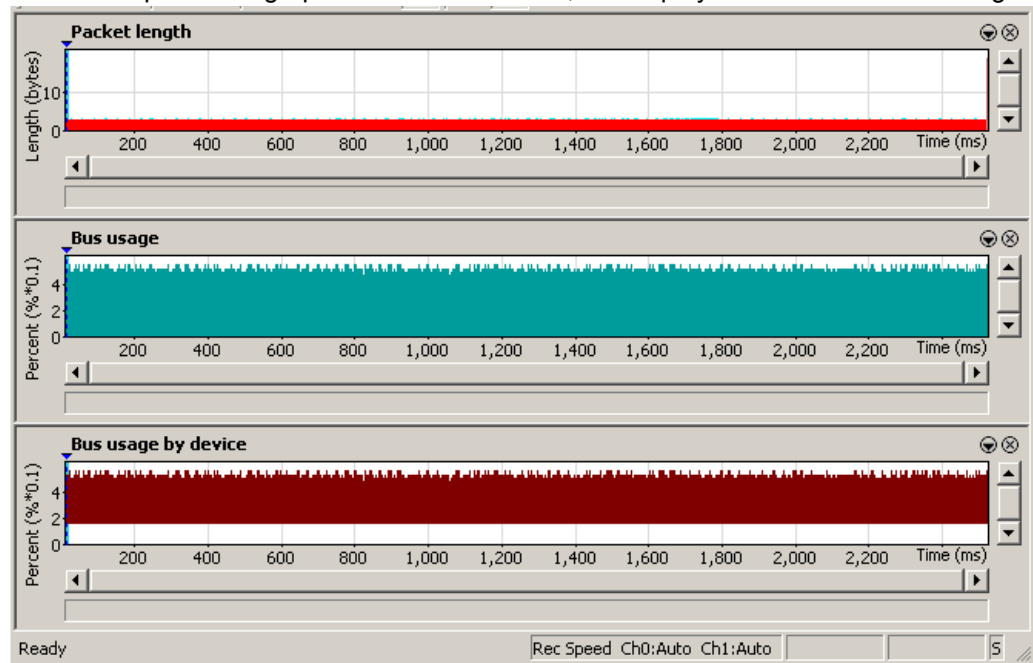 Packet length
Length (bytes)
10
0
200 400 600 800 1,000 1,200 1,400 1,600 1,800 2,000 2,200 Time (ms)
Bus usage
Percent (%*0.1)
4
2
0
200 400 600 800 1,000 1,200 1,400 1,600 1,800 2,000 2,200 Time (ms)
Bus usage by device
Percent (%*0.1)
4
2
0
200 400 600 800 1,000 1,200 1,400 1,600 1,800 2,000 2,200 Time (ms)
Ready Rec Speed Ch0:Auto Ch1:Auto S